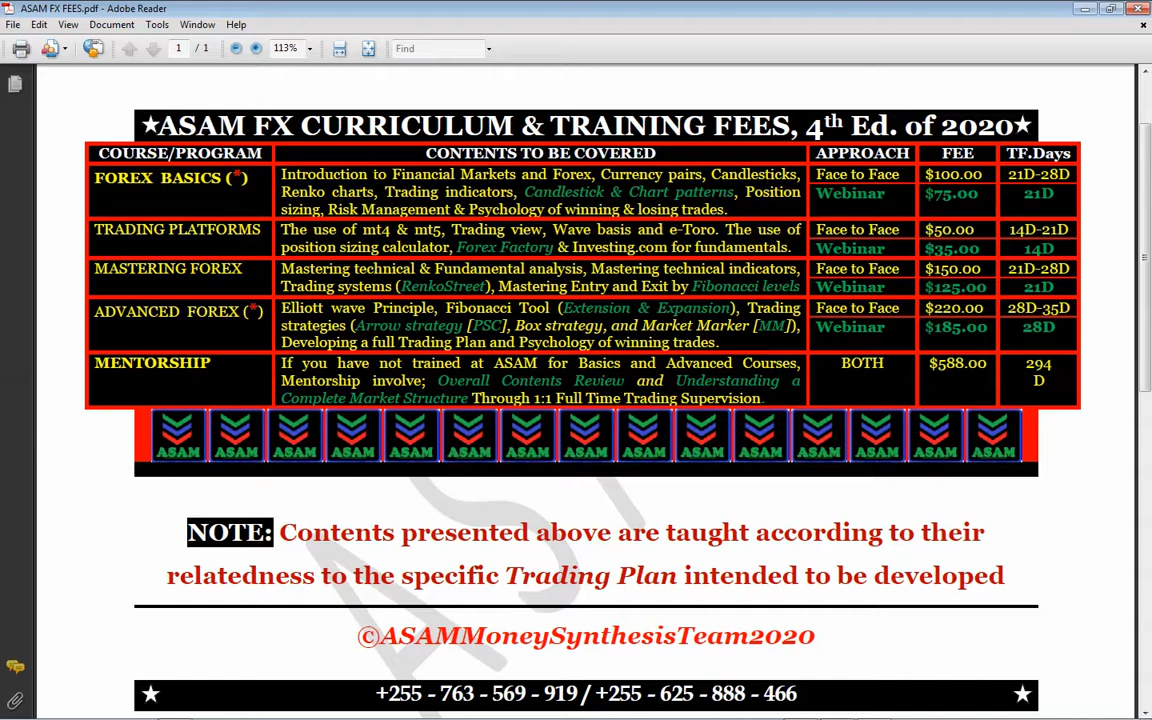 ASAM FX FEES.pdf - Adobe Reader
File Edit View Document Tools Window Help
1 / 1 113% Find
★ASAM FX CURRICULUM & TRAINING FEES, 4th Ed. of 2020★
COURSE/PROGRAM CONTENTS TO BE COVERED APPROACH FEE TF.Days
FOREX BASICS (*) Introduction to Financial Markets and Forex, Currency pairs, Candlesticks, Face to Face $100.00 21D-28D
Renko charts, Trading indicators, Candlestick & Chart patterns, Position Webinar $75.00 21D
sizing, Risk Management & Psychology of winning & losing trades.
TRADING PLATFORMS The use of mt4 & mt5, Trading view, Wave basis and e-Toro. The use of Face to Face $50.00 14D-21D
position sizing calculator, Forex Factory & Investing.com for fundamentals. Webinar $35.00 14D
MASTERING FOREX Mastering technical & Fundamental analysis, Mastering technical indicators, Face to Face $150.00 21D-28D
Trading systems (RenkoStreet), Mastering Entry and Exit by Fibonacci levels Webinar $125.00 21D
ADVANCED FOREX (*) Elliott wave Principle, Fibonacci Tool (Extension & Expansion), Trading Face to Face $220.00 28D-35D
strategies (Arrow strategy [PSC], Box strategy, and Market Marker [MM]), Webinar $185.00 28D
Developing a full Trading Plan and Psychology of winning trades.
MENTORSHIP If you have not trained at ASAM for Basics and Advanced Courses, BOTH $588.00 294
Mentorship involve; Overall Contents Review and Understanding a D
Complete Market Structure Through 1:1 Full Time Trading Supervision.
ASAM ASAM ASAM ASAM ASAM ASAM ASAM ASAM ASAM ASAM ASAM ASAM ASAM ASAM ASAM
NOTE: Contents presented above are taught according to their
relatedness to the specific Trading Plan intended to be developed
©ASAMMoneySynthesisTeam2020
★ +255 - 763 - 569 - 919 / +255 - 625 - 888 - 466 ★